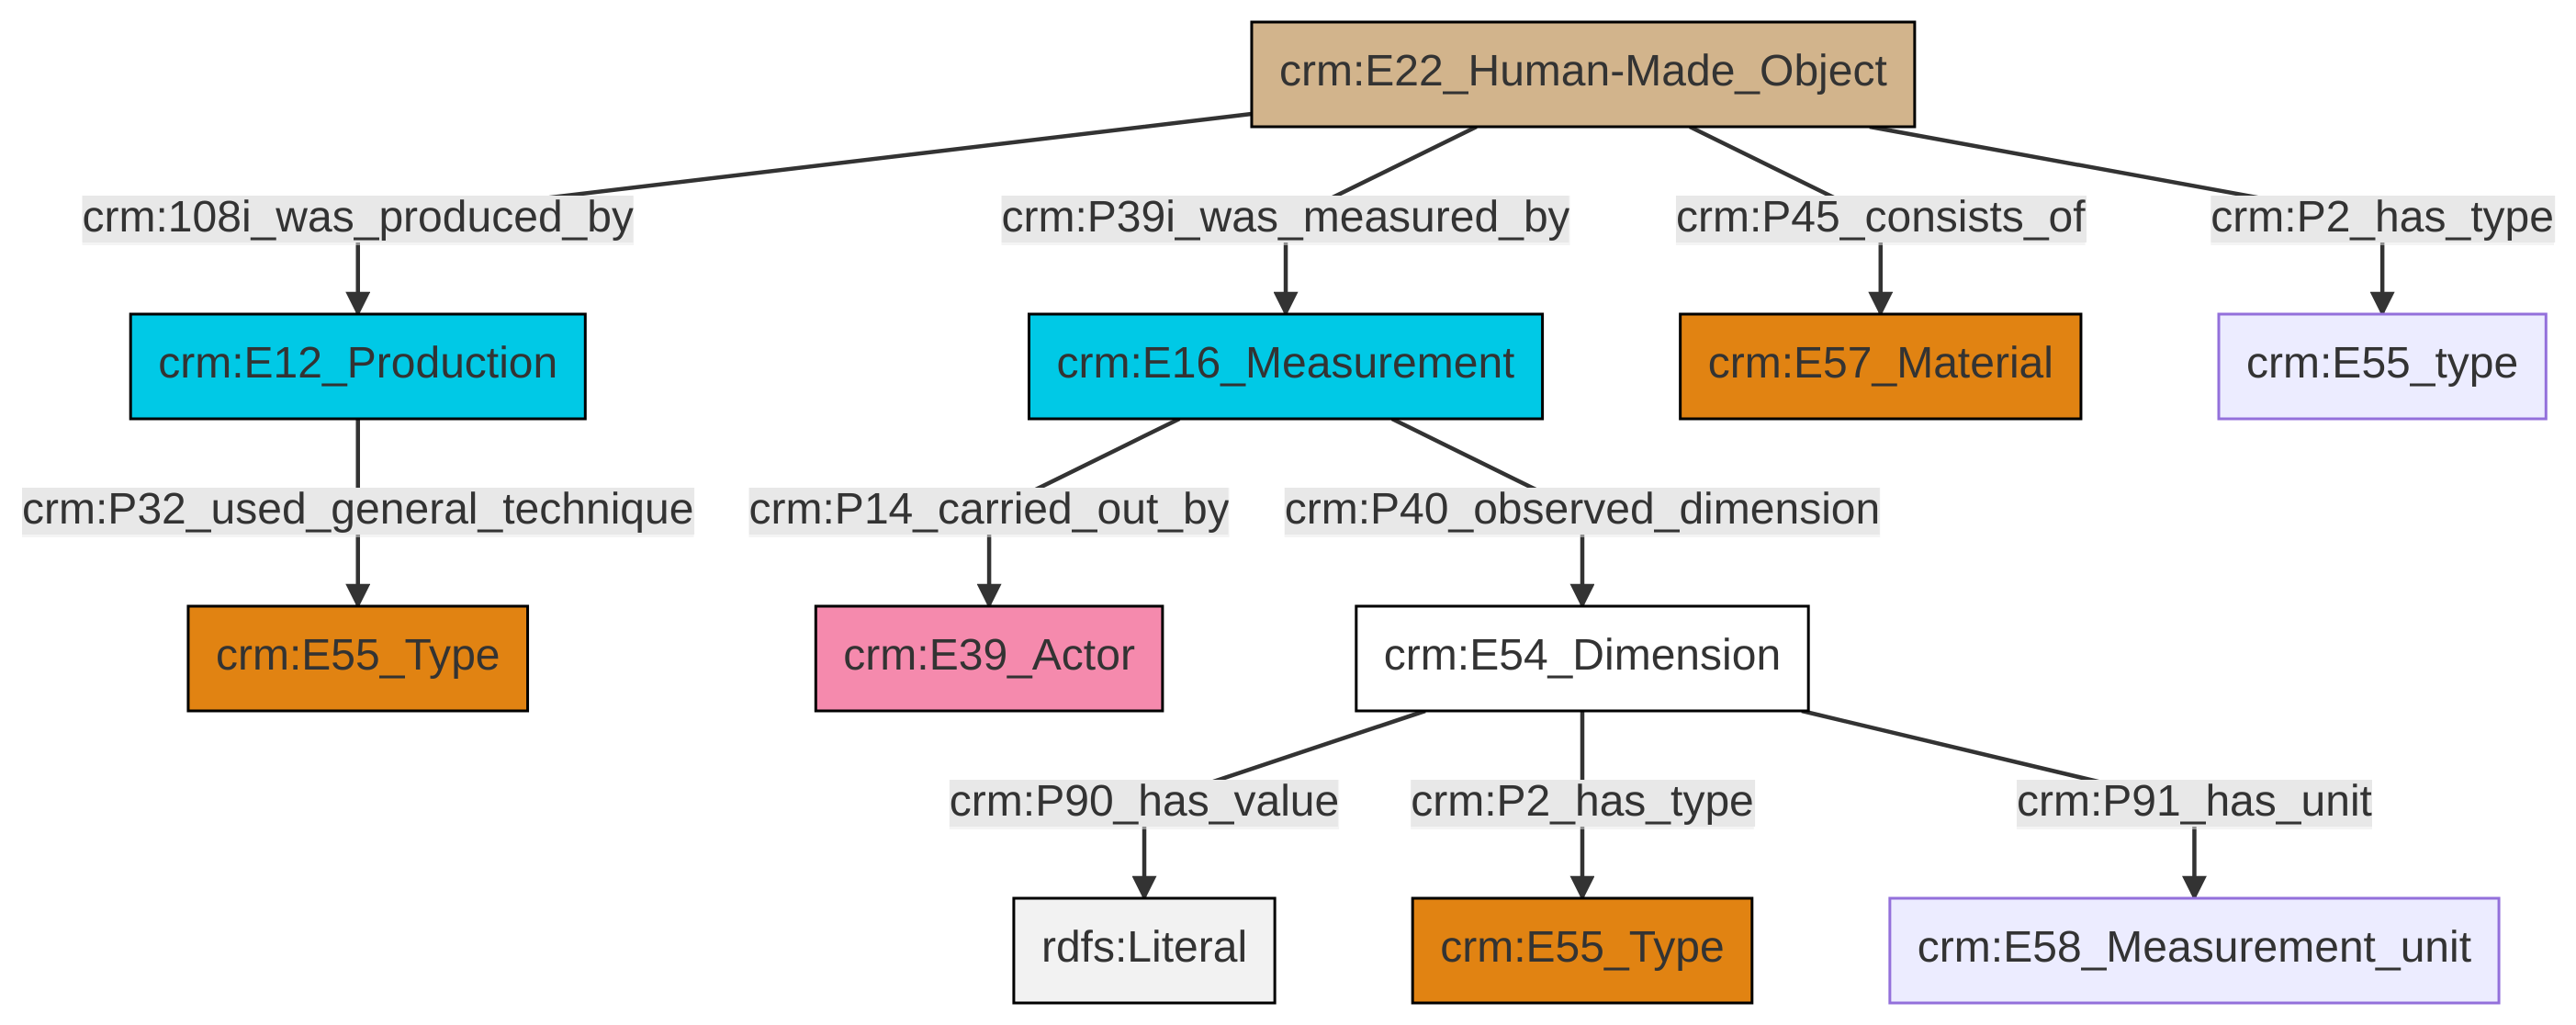 crm:E22_Human-Made_Object
crm:108i_was_produced_by
crm:P39i_was_measured_by
crm:P45_consists_of
crm:P2_has_type
crm:E12_Production
crm:E16_Measurement
crm:E57_Material
crm:E55_type
crm:P32_used_general_technique
crm:P14_carried_out_by
crm:P40_observed_dimension
crm:E55_Type
crm:E39_Actor
crm:E54_Dimension
crm:P90_has_value
crm:P2_has_type
crm:P91_has_unit
rdfs:Literal
crm:E55_Type
crm:E58_Measurement_unit